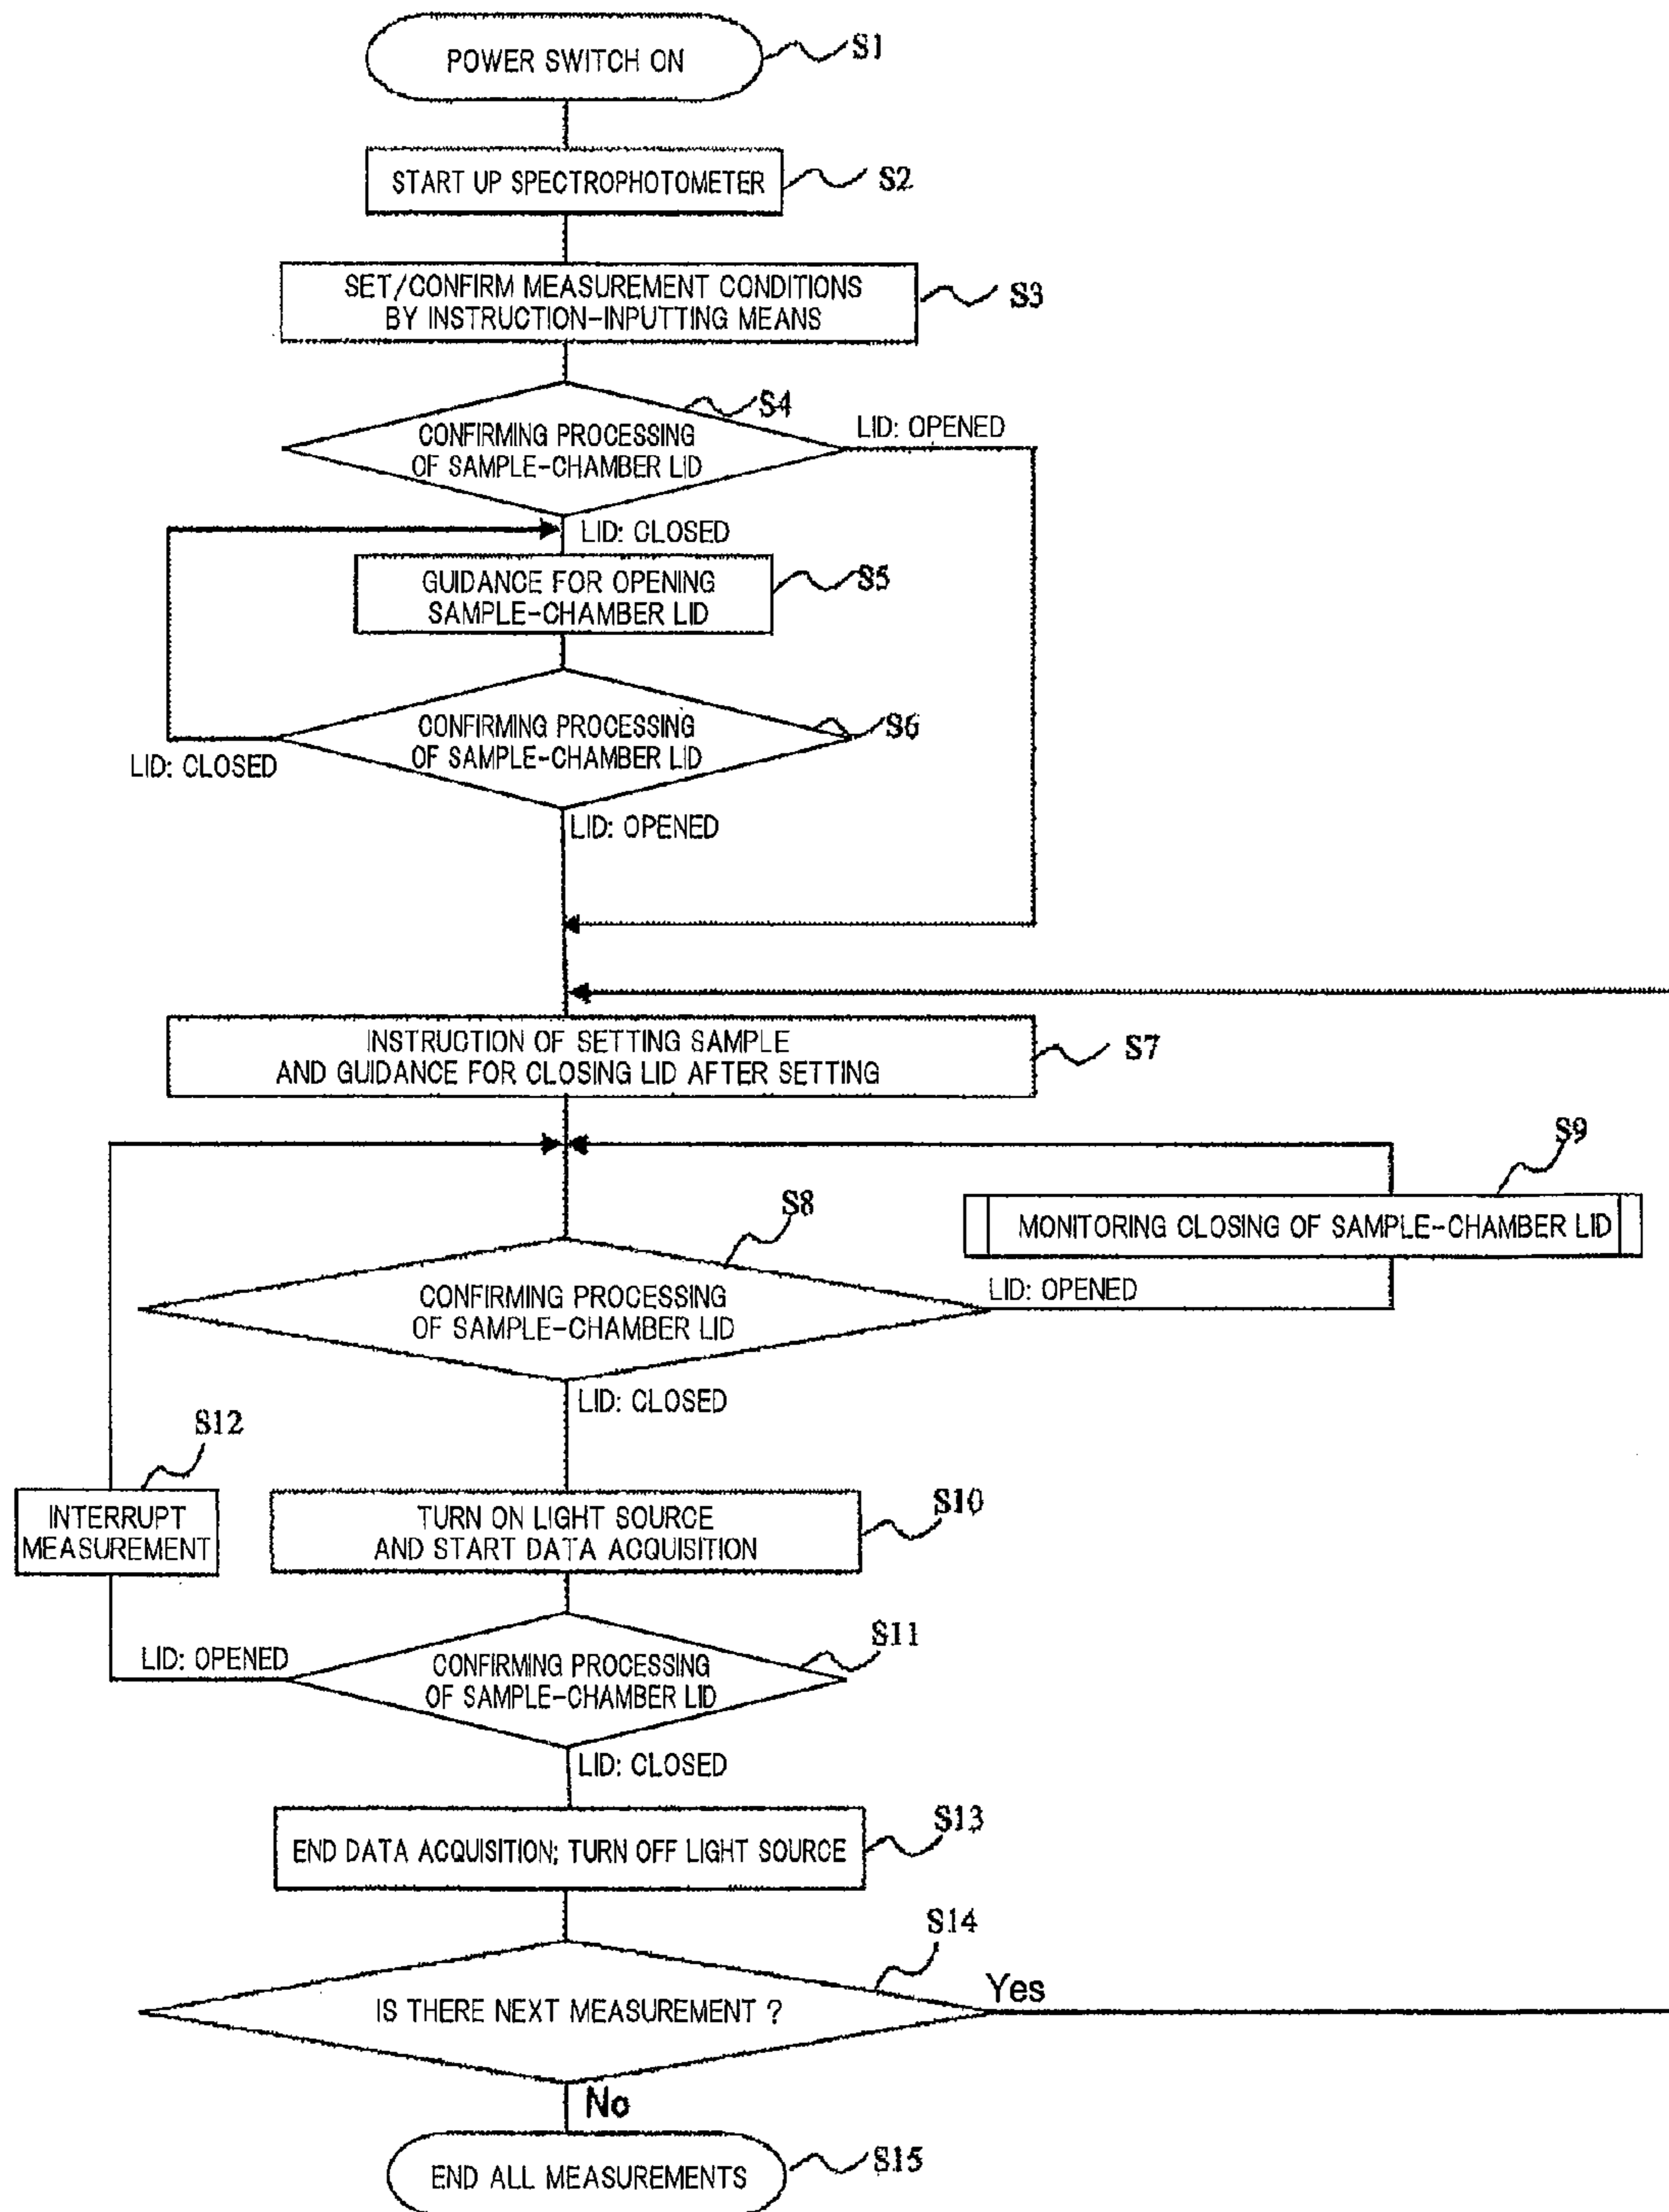 POWER SWITCH ON
S1
START UP SPECTROPHOTOMETER
S2
SET/CONFIRM MEASUREMENT CONDITIONS
BY INSTRUCTION-INPUTTING MEANS
S3
S4
CONFIRMING PROCESSING
OF SAMPLE-CHAMBER LID
LID: OPENED
LID: CLOSED
GUIDANCE FOR OPENING
SAMPLE-CHAMBER LID
S5
CONFIRMING PROCESSING
OF SAMPLE-CHAMBER LID
S6
LID: CLOSED
LID: OPENED
INSTRUCTION OF SETTING SAMPLE
AND GUIDANCE FOR CLOSING LID AFTER SETTING
S7
S9
MONITORING CLOSING OF SAMPLE-CHAMBER LID
S8
LID: OPENED
CONFIRMING PROCESSING
OF SAMPLE-CHAMBER LID
LID: CLOSED
S12
INTERRUPT
MEASUREMENT
TURN ON LIGHT SOURCE
AND START DATA ACQUISITION
S10
LID: OPENED
CONFIRMING PROCESSING
OF SAMPLE-CHAMBER LID
S11
LID: CLOSED
END DATA ACQUISITION; TURN OFF LIGHT SOURCE
S13
S14
IS THERE NEXT MEASUREMENT ?
Yes
No
END ALL MEASUREMENTS
S15